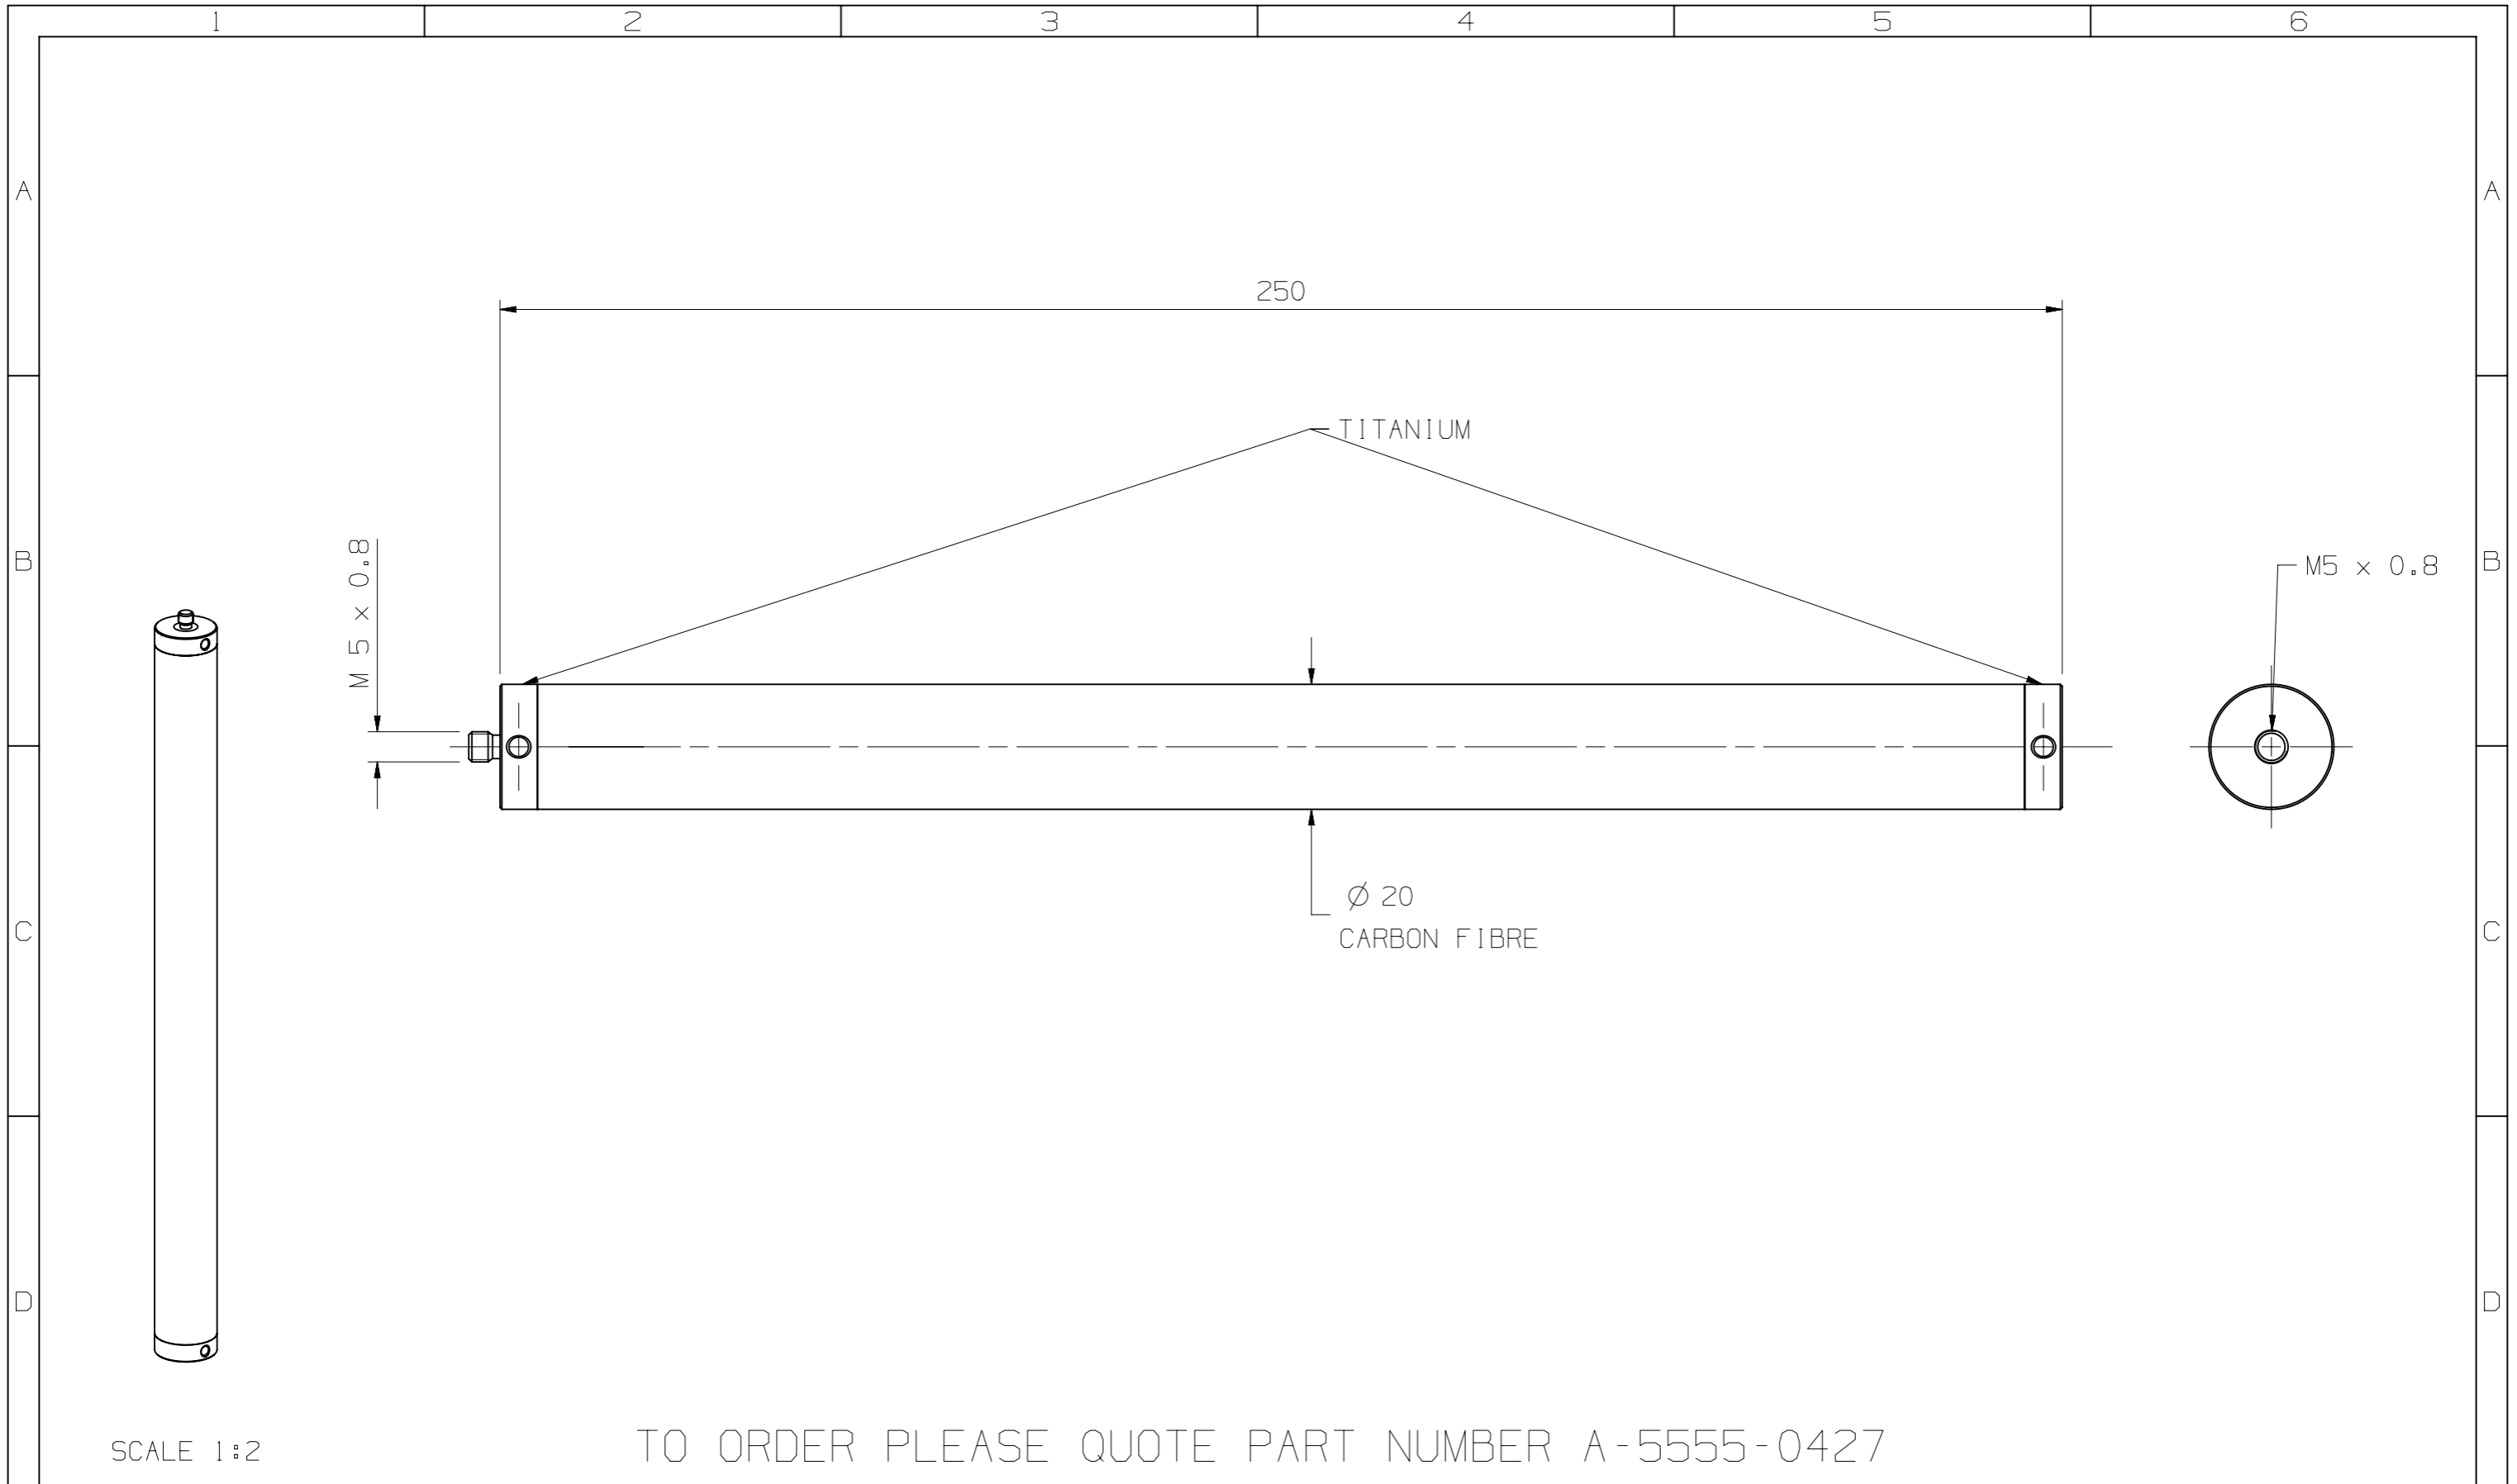 1 2 3 4 5 6
A A
250
TITANIUM
M 5 x 0.8
B B
M5 x 0.8
Ø 20
C C
CARBON FIBRE
D D
SCALE 1:2
TO ORDER PLEASE QUOTE PART NUMBER A-5555-0427